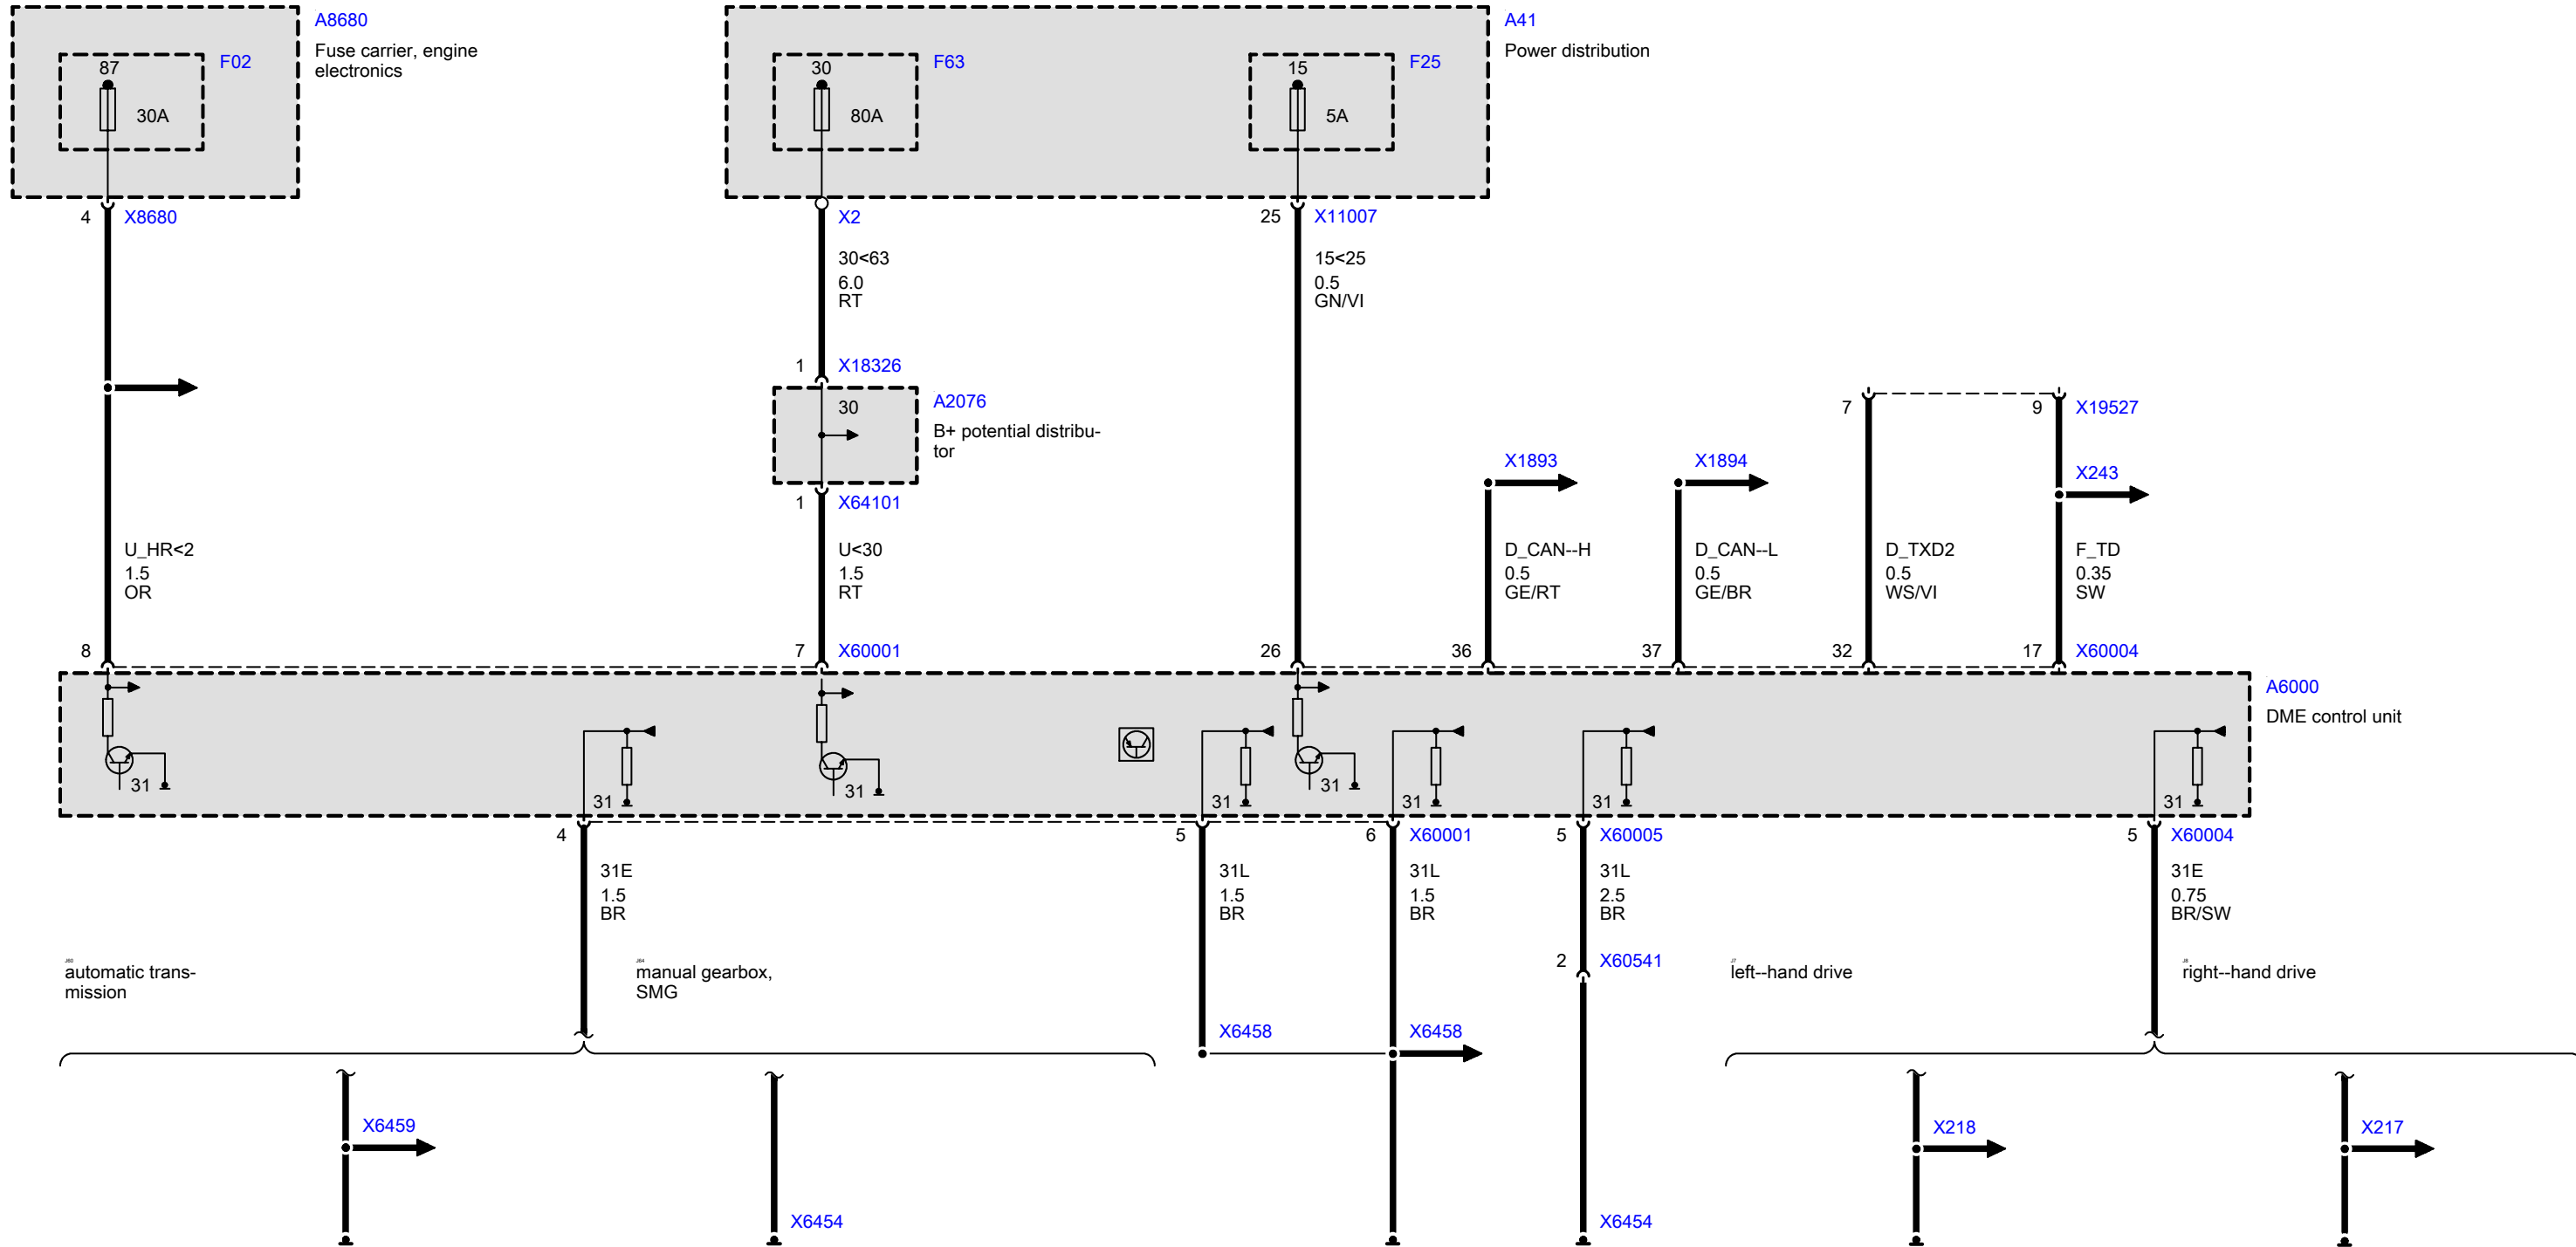 A8680
Fuse carrier, engine
electronics
87
F02
30A
4
X8680
A41
Power distribution
30
F63
80A
15
F25
5A
X2
25
X11007
30<63
6.0
RT
15<25
0.5
GN/VI
1
X18326
30
A2076
B+ potential distribu-
tor
1
X64101
7
9
X19527
X1893
X1894
X243
U_HR<2
1.5
OR
U<30
1.5
RT
D_CAN--H
0.5
GE/RT
D_CAN--L
0.5
GE/BR
D_TXD2
0.5
WS/VI
F_TD
0.35
SW
8
7
X60001
26
36
37
32
17
X60004
A6000
DME control unit
31
31
31
31
31
31
31
31
4
5
6
X60001
5
X60005
5
X60004
31E
1.5
BR
31L
1.5
BR
31L
1.5
BR
31L
2.5
BR
31E
0.75
BR/SW
automatic trans-
mission
manual gearbox,
SMG
2
X60541
left--hand drive
right--hand drive
X6458
X6458
X6459
X218
X217
X6454
X6454